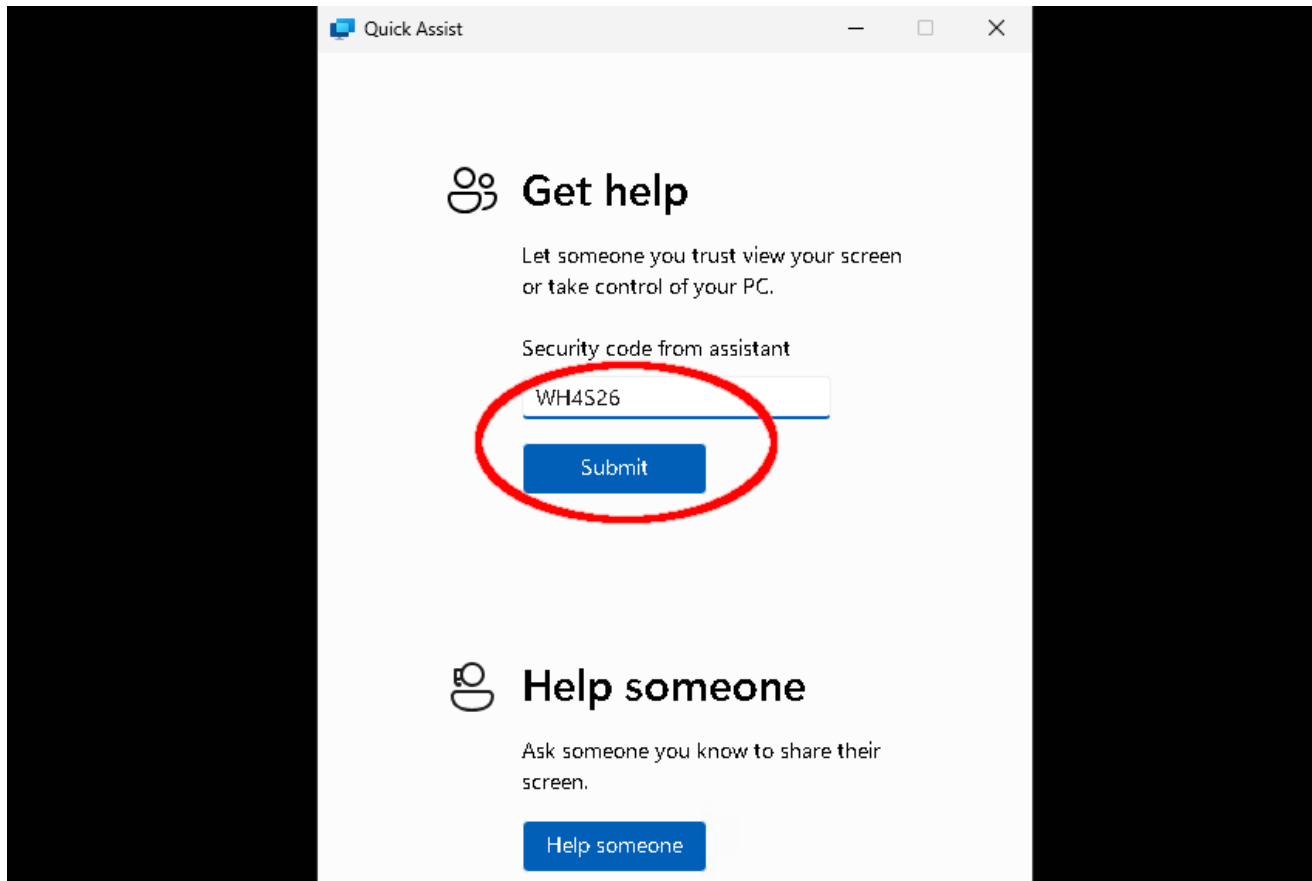 Quick Assist
Get help
Let someone you trust view your screen
or take control of your PC.
Security code from assistant
WH4S26
Submit
Help someone
Ask someone you know to share their
screen.
Help someone